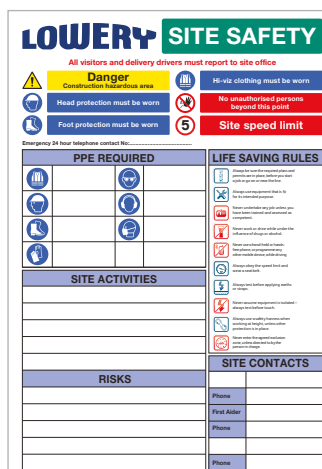 LOWERY SITE SAFETY
All visitors and delivery drivers must report to site office
Danger
Construction hazardous area
Hi-viz clothing must be worn
Head protection must be worn
No unauthorised persons
beyond this point
Foot protection must be worn
5
Site speed limit
Emergency 24 hour telephone contact No:
PPE REQUIRED
SITE ACTIVITIES
RISKS
LIFE SAVING RULES
Always be sure the required plans and
permits are in place, before you start
a job or go on or near the line
Always use equipment that is fit
for its intended purpose.
Never undertake any job unless you
have been trained and assessed as
competent.
Never work or drive while under the
influence of drugs or alcohol
Never use a hand-held or hands-
free phone, or programme any
other mobile device, while driving.
Always obey the speed limit and
wear a seat belt.
Always test before applying earths
or straps.
Never assume equipment is isolated –
always test before touch.
Always use a safety harness when
working at height, unless other
protection is in place.
Never enter the agreed exclusion
zone, unless directed to by the
person in charge.
SITE CONTACTS
Phone
First Aider
Phone
Phone